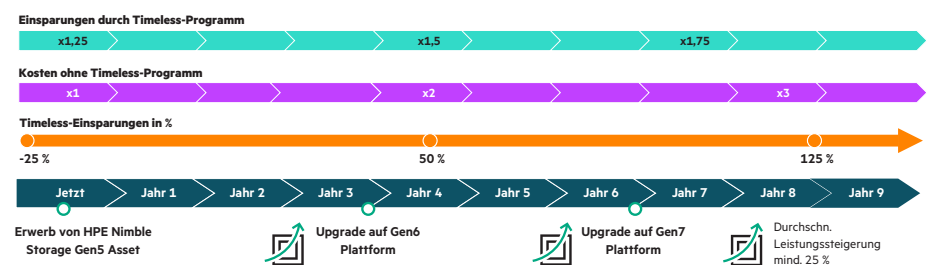 Einsparungen durch Timeless-Programm
x1,25 x1,5 x1,75
Kosten ohne Timeless-Programm
x1 x2 x3
Timeless-Einsparungen in %
-25 % 50 % 125 %
Jetzt Jahr 1 Jahr 2 Jahr 3 Jahr 4 Jahr 5 Jahr 6 Jahr 7 Jahr 8 Jahr 9
Erwerb von HPE Nimble
Storage Gen5 Asset
Upgrade auf Gen6
Plattform
Upgrade auf Gen7
Plattform
Durchschn.
Leistungssteigerung
mind. 25 %